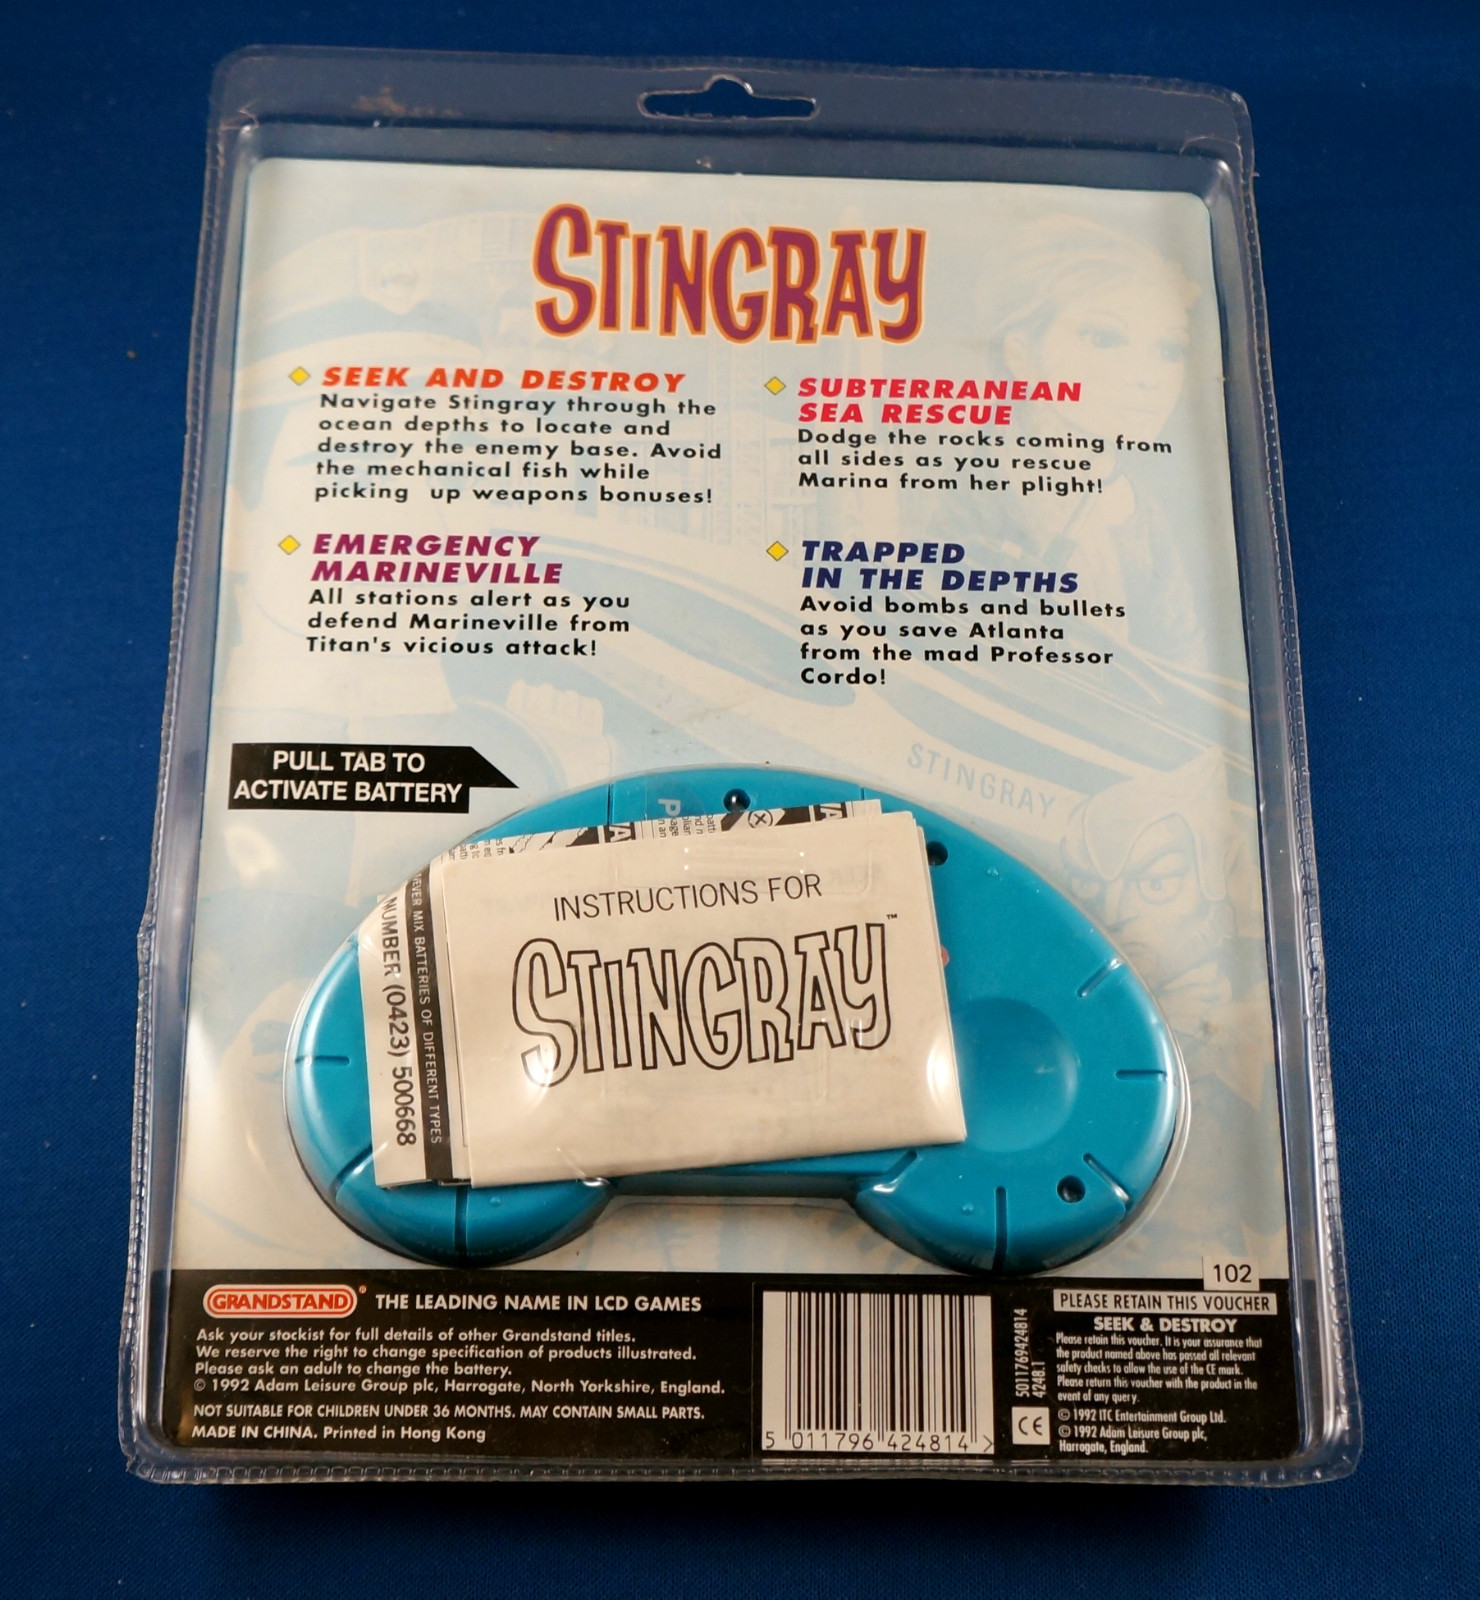 STINGRAY
SEEK AND DESTROY
Navigate Stingray through the
ocean depths to locate and
destroy the enemy base. Avoid
the mechanical fish while
picking up weapons bonuses!
SUBTERRANEAN
SEA RESCUE
Dodge the rocks coming from
all sides as you rescue
Marina from her plight!
EMERGENCY
MARINEVILLE
All stations alert as you
defend Marineville from
Titan's vicious attack!
TRAPPED
IN THE DEPTHS
Avoid bombs and bullets
as you save Atlanta
from the mad Professor
Cordo!
STINGRAY
PULL TAB TO
ACTIVATE BATTERY
INSTRUCTIONS FOR
STINGRAY™
NEVER MIX BATTERIES OF DIFFERENT TYPES
NUMBER (0423) 500668
102
GRANDSTAND® THE LEADING NAME IN LCD GAMES
Ask your stockist for full details of other Grandstand titles.
We reserve the right to change specification of products illustrated.
Please ask an adult to change the battery.
© 1992 Adam Leisure Group plc, Harrogate, North Yorkshire, England.
NOT SUITABLE FOR CHILDREN UNDER 36 MONTHS. MAY CONTAIN SMALL PARTS.
MADE IN CHINA. Printed in Hong Kong
5 011796 424814 >
5011769424814
42481.1
CE
PLEASE RETAIN THIS VOUCHER
SEEK & DESTROY
Please retain this voucher. It is your assurance that
the product named above has passed all relevant
safety checks to allow the use of the CE mark.
Please return this voucher with the product in the
event of any query.
© 1992 ITC Entertainment Group Ltd.
© 1992 Adam Leisure Group plc,
Harrogate, England.